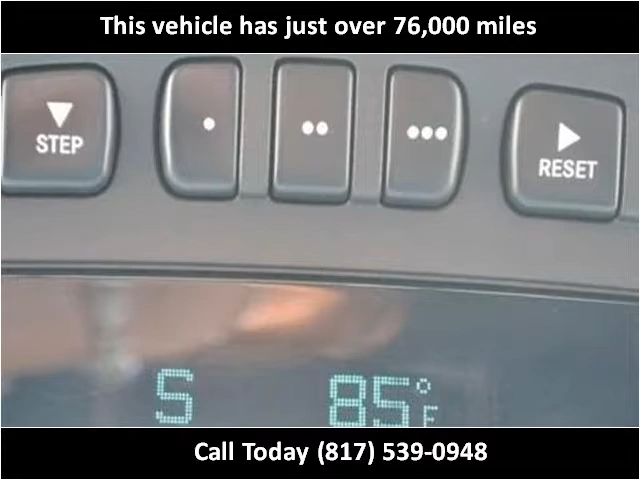 This vehicle has just over 76,000 miles
STEP
RESET
S 85°F
Call Today (817) 539-0948